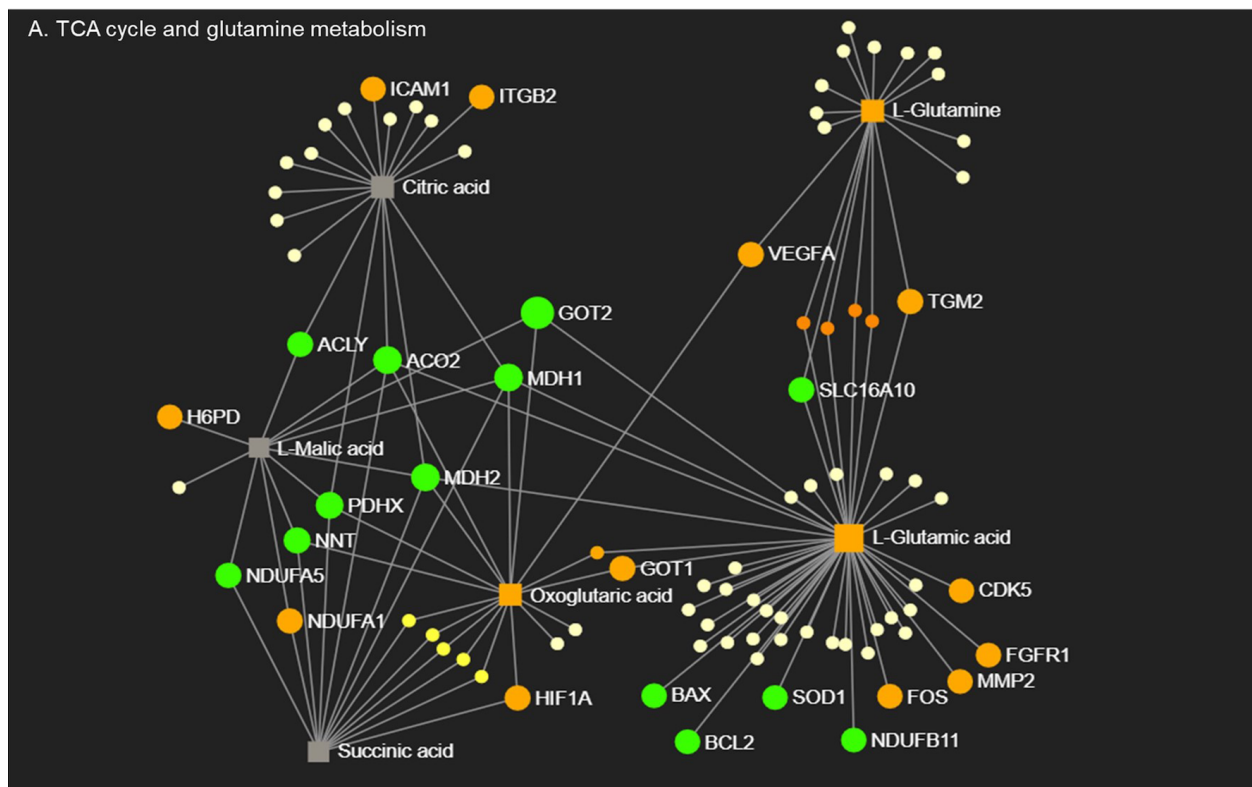 A. TCA cycle and glutamine metabolism
ICAM1
ITGB2
L-Glutamine
Citric acid
VEGFA
TGM2
GOT2
ACLY
ACO2
MDH1
SLC16A10
H6PD
L-Malic acid
MDH2
PDHX
NNT
L-Glutamic acid
NDUFA5
GOT1
CDK5
Oxoglutaric acid
NDUFA1
FGFR1
MMP2
HIF1A
BAX
SOD1
FOS
BCL2
NDUFB11
Succinic acid